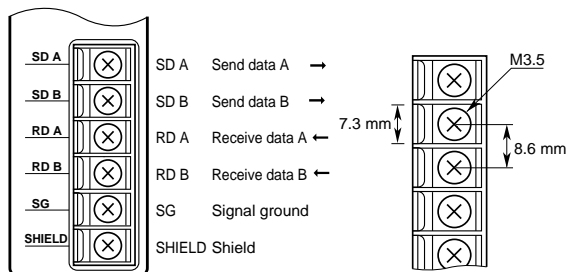 SD A SD A Send data A →
SD B SD B Send data B →
RD A RD A Receive data A ←
RD B RD B Receive data B ←
SG SG Signal ground
SHIELD SHIELD Shield
M3.5
7.3 mm
8.6 mm